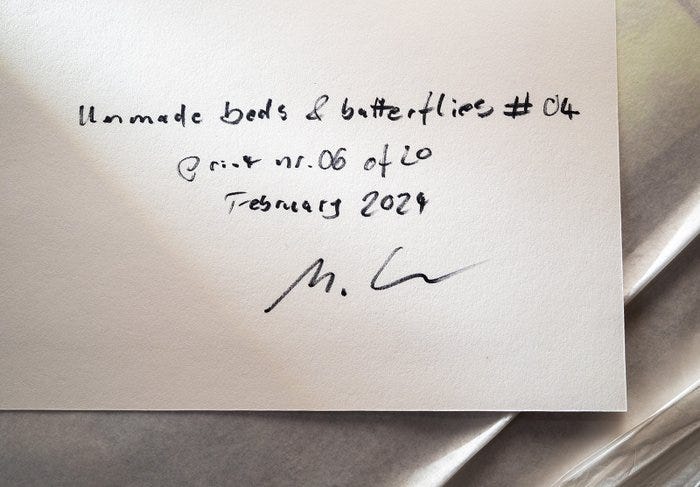 Unmade beds & butterflies # 04
Print nr. 06 of 20
February 2024
M.